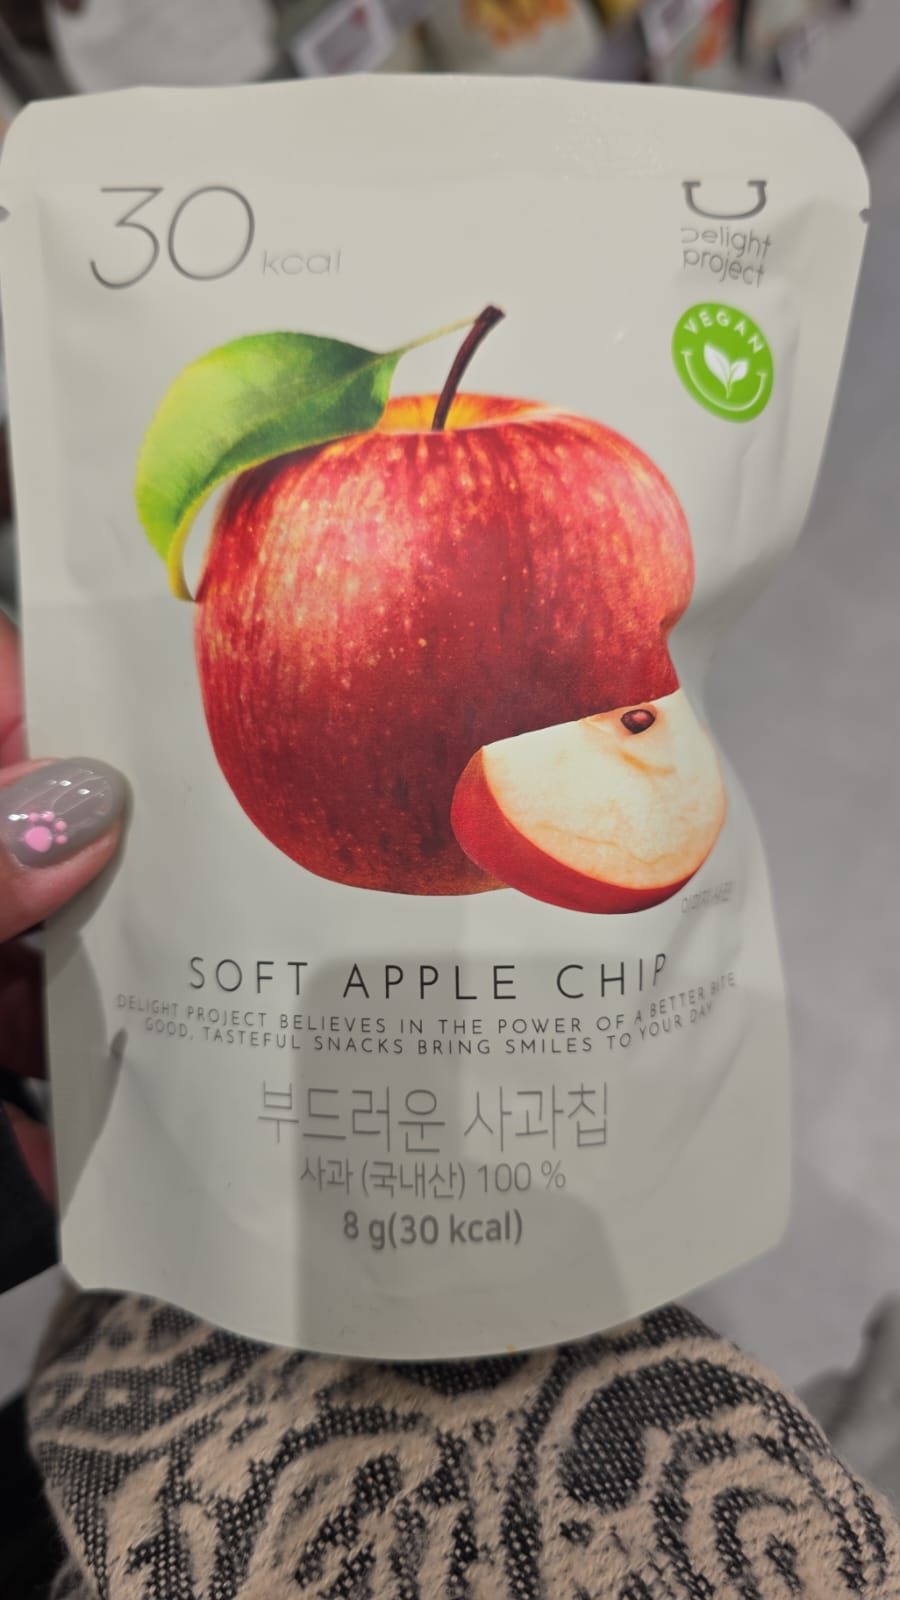 30 kcal
Delight
project
VEGAN
SOFT APPLE CHIP
DELIGHT PROJECT BELIEVES IN THE POWER OF A BETTER BITE
GOOD, TASTEFUL SNACKS BRING SMILES TO YOUR DAY
부드러운 사과칩
사과 (국내산) 100 %
8 g(30 kcal)